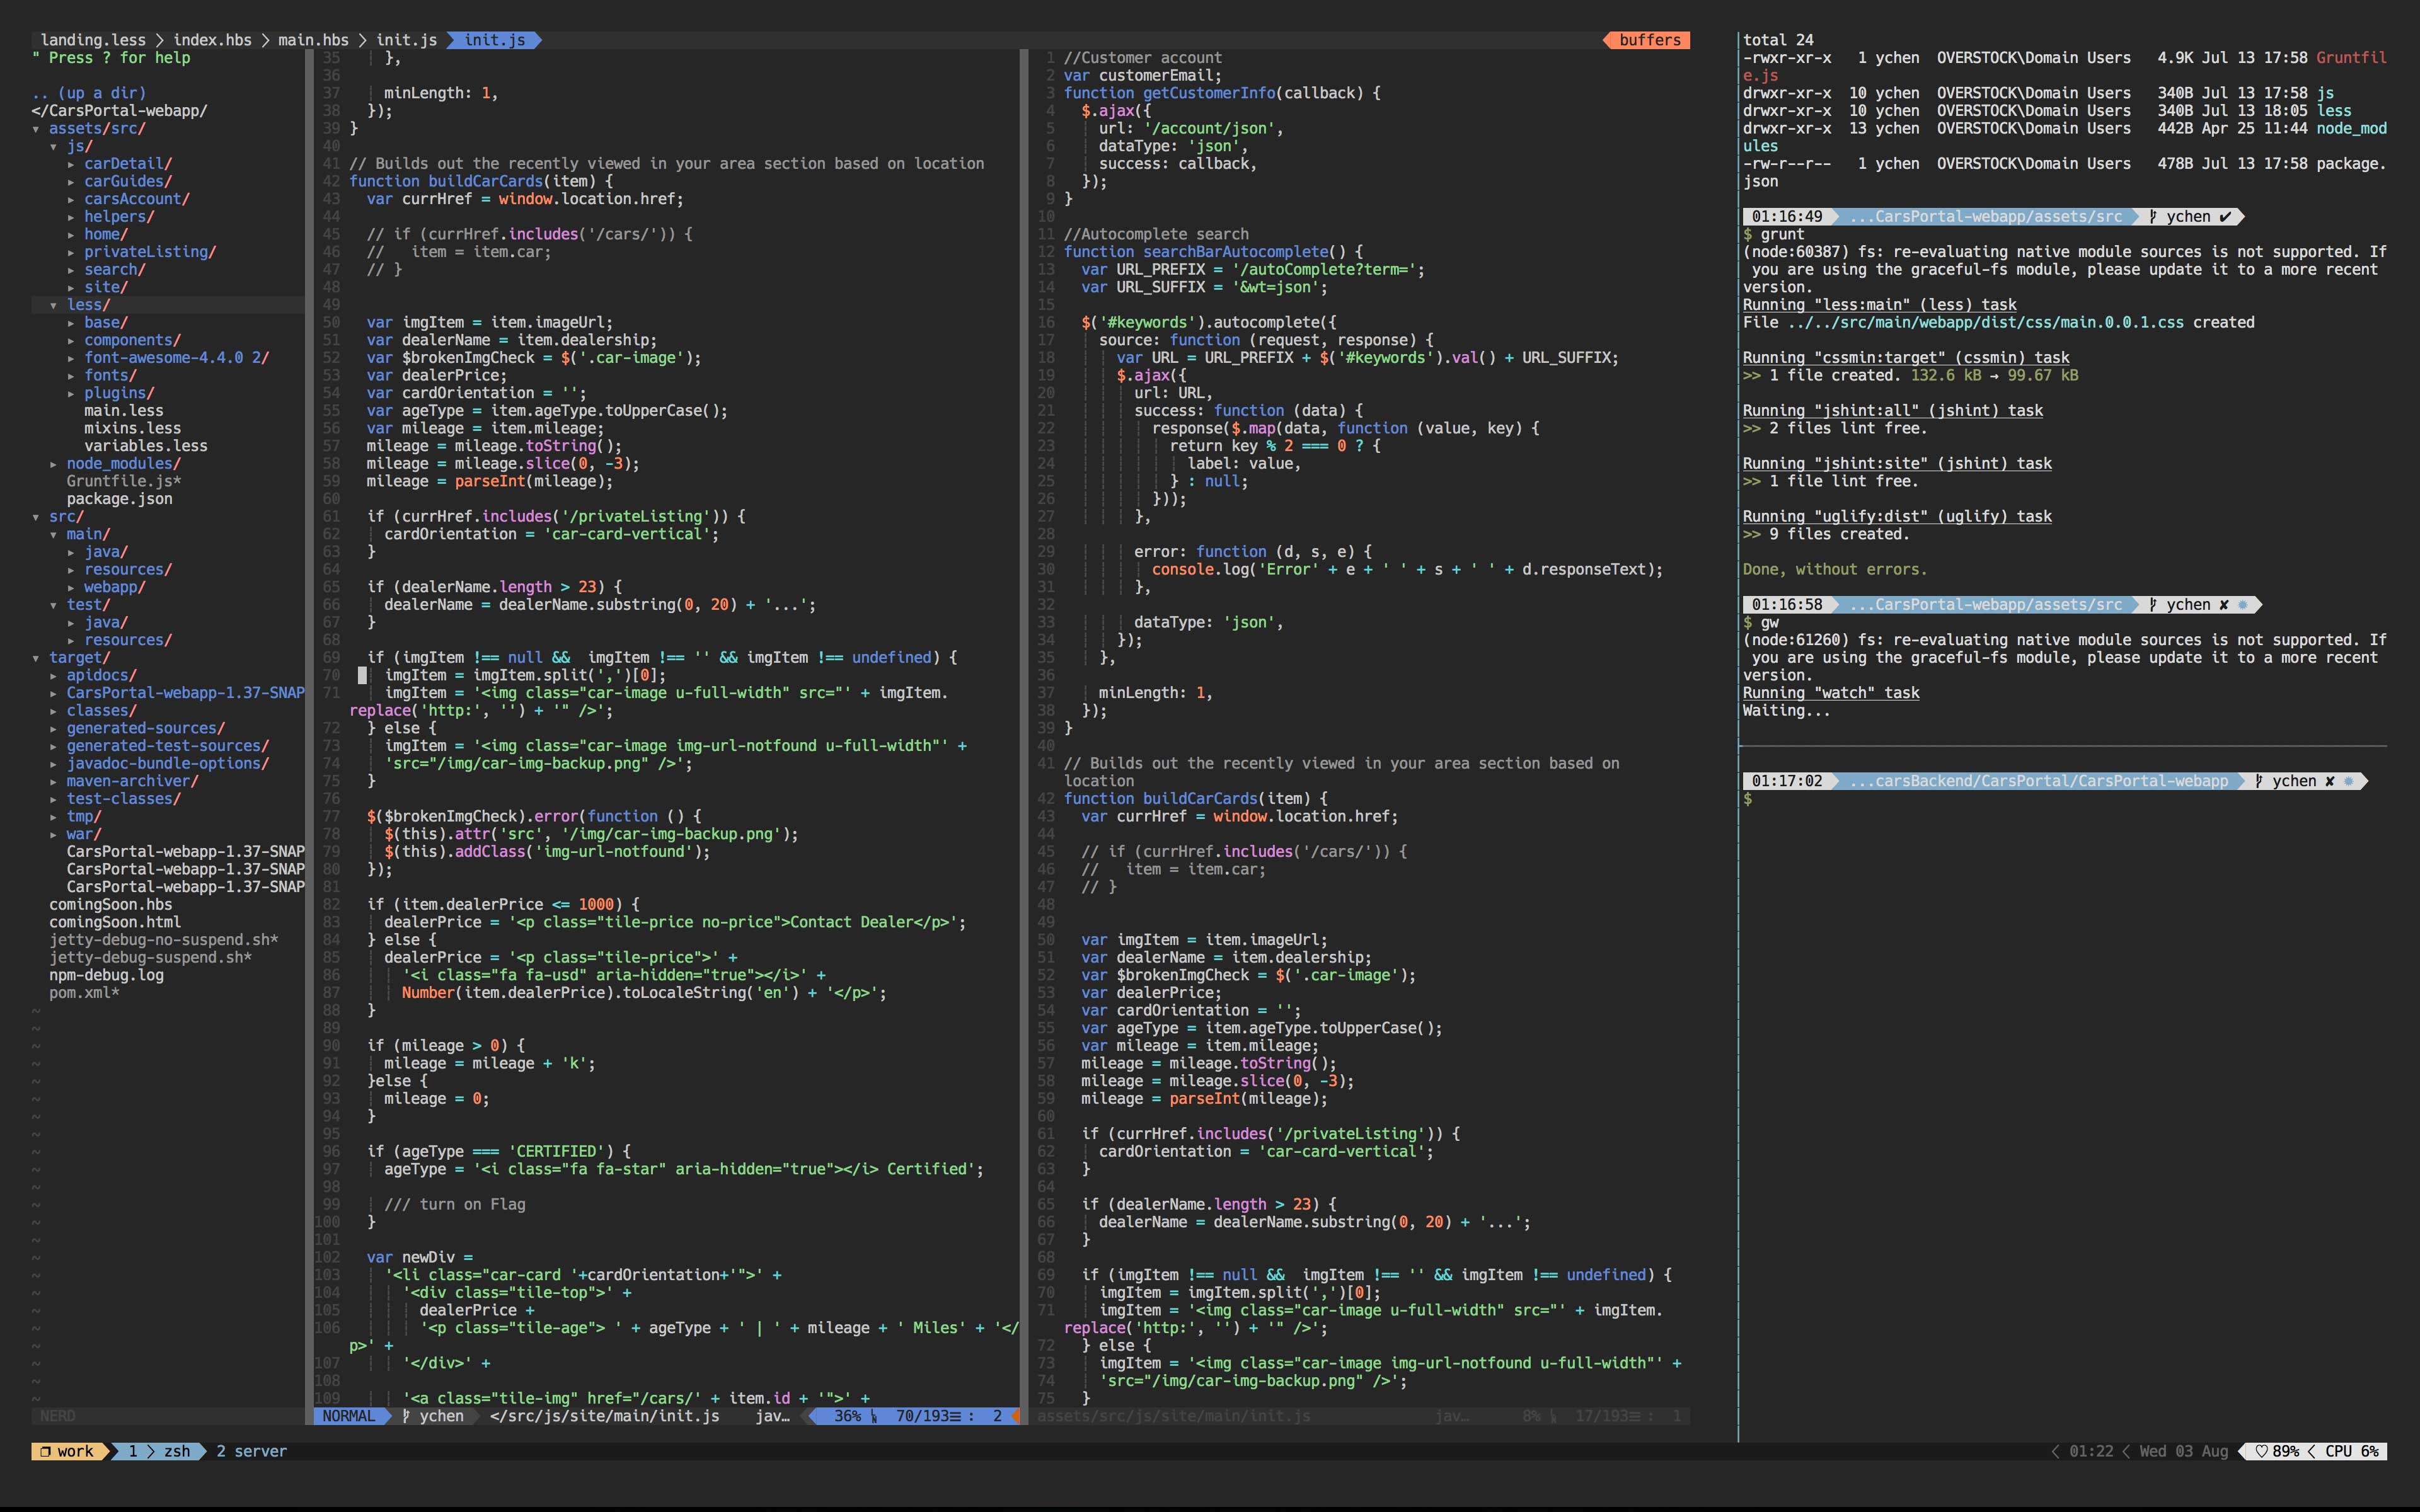 landing.less > index.hbs > main.hbs > init.js > init.js buffers
" Press ? for help
.. (up a dir)
</CarsPortal-webapp/
▾ assets/src/
▾ js/
▸ carDetail/
▸ carGuides/
▸ carsAccount/
▸ helpers/
▸ home/
▸ privateListing/
▸ search/
▸ site/
▾ less/
▸ base/
▸ components/
▸ font-awesome-4.4.0 2/
▸ fonts/
▸ plugins/
main.less
mixins.less
variables.less
▸ node_modules/
Gruntfile.js*
package.json
▾ src/
▾ main/
▸ java/
▸ resources/
▸ webapp/
▾ test/
▸ java/
▸ resources/
▾ target/
▸ apidocs/
▸ CarsPortal-webapp-1.37-SNAP
▸ classes/
▸ generated-sources/
▸ generated-test-sources/
▸ javadoc-bundle-options/
▸ maven-archiver/
▸ test-classes/
▸ tmp/
▸ war/
CarsPortal-webapp-1.37-SNAP
CarsPortal-webapp-1.37-SNAP
CarsPortal-webapp-1.37-SNAP
comingSoon.hbs
comingSoon.html
jetty-debug-no-suspend.sh*
jetty-debug-suspend.sh*
npm-debug.log
pom.xml*
NERD
35 },
36
37 minLength: 1,
38 });
39 }
40
41 // Builds out the recently viewed in your area section based on location
42 function buildCarCards(item) {
43 var currHref = window.location.href;
44
45 // if (currHref.includes('/cars/')) {
46 //   item = item.car;
47 // }
48
49
50 var imgItem = item.imageUrl;
51 var dealerName = item.dealership;
52 var $brokenImgCheck = $('.car-image');
53 var dealerPrice;
54 var cardOrientation = '';
55 var ageType = item.ageType.toUpperCase();
56 var mileage = item.mileage;
57 mileage = mileage.toString();
58 mileage = mileage.slice(0, -3);
59 mileage = parseInt(mileage);
60
61 if (currHref.includes('/privateListing')) {
62 cardOrientation = 'car-card-vertical';
63 }
64
65 if (dealerName.length > 23) {
66 dealerName = dealerName.substring(0, 20) + '...';
67 }
68
69 if (imgItem !== null &&  imgItem !== '' && imgItem !== undefined) {
70 imgItem = imgItem.split(',')[0];
71 imgItem = '<img class="car-image u-full-width" src="' + imgItem.
replace('http:', '') + '" />';
72 } else {
73 imgItem = '<img class="car-image img-url-notfound u-full-width"' +
74 'src="/img/car-img-backup.png" />';
75 }
76
77 $($brokenImgCheck).error(function () {
78 $(this).attr('src', '/img/car-img-backup.png');
79 $(this).addClass('img-url-notfound');
80 });
81
82 if (item.dealerPrice <= 1000) {
83 dealerPrice = '<p class="tile-price no-price">Contact Dealer</p>';
84 } else {
85 dealerPrice = '<p class="tile-price">' +
86 '<i class="fa fa-usd" aria-hidden="true"></i>' +
87 Number(item.dealerPrice).toLocaleString('en') + '</p>';
88 }
89
90 if (mileage > 0) {
91 mileage = mileage + 'k';
92 }else {
93 mileage = 0;
94 }
95
96 if (ageType === 'CERTIFIED') {
97 ageType = '<i class="fa fa-star" aria-hidden="true"></i> Certified';
98
99 /// turn on Flag
100 }
101
102 var newDiv =
103 '<li class="car-card '+cardOrientation+'">' +
104 '<div class="tile-top">' +
105 dealerPrice +
106 '<p class="tile-age"> ' + ageType + ' | ' + mileage + ' Miles' + '</
p>' +
107 '</div>' +
108
109 '<a class="tile-img" href="/cars/' + item.id + '">' +
NORMAL ychen </src/js/site/main/init.js jav… 36% 70/193 : 2
1 //Customer account
2 var customerEmail;
3 function getCustomerInfo(callback) {
4 $.ajax({
5 url: '/account/json',
6 dataType: 'json',
7 success: callback,
8 });
9 }
10
11 //Autocomplete search
12 function searchBarAutocomplete() {
13 var URL_PREFIX = '/autoComplete?term=';
14 var URL_SUFFIX = '&wt=json';
15
16 $('#keywords').autocomplete({
17 source: function (request, response) {
18 var URL = URL_PREFIX + $('#keywords').val() + URL_SUFFIX;
19 $.ajax({
20 url: URL,
21 success: function (data) {
22 response($.map(data, function (value, key) {
23 return key % 2 === 0 ? {
24 label: value,
25 } : null;
26 }));
27 },
28
29 error: function (d, s, e) {
30 console.log('Error' + e + ' ' + s + ' ' + d.responseText);
31 },
32
33 dataType: 'json',
34 });
35 },
36
37 minLength: 1,
38 });
39 }
40
41 // Builds out the recently viewed in your area section based on
location
42 function buildCarCards(item) {
43 var currHref = window.location.href;
44
45 // if (currHref.includes('/cars/')) {
46 //   item = item.car;
47 // }
48
49
50 var imgItem = item.imageUrl;
51 var dealerName = item.dealership;
52 var $brokenImgCheck = $('.car-image');
53 var dealerPrice;
54 var cardOrientation = '';
55 var ageType = item.ageType.toUpperCase();
56 var mileage = item.mileage;
57 mileage = mileage.toString();
58 mileage = mileage.slice(0, -3);
59 mileage = parseInt(mileage);
60
61 if (currHref.includes('/privateListing')) {
62 cardOrientation = 'car-card-vertical';
63 }
64
65 if (dealerName.length > 23) {
66 dealerName = dealerName.substring(0, 20) + '...';
67 }
68
69 if (imgItem !== null &&  imgItem !== '' && imgItem !== undefined) {
70 imgItem = imgItem.split(',')[0];
71 imgItem = '<img class="car-image u-full-width" src="' + imgItem.
replace('http:', '') + '" />';
72 } else {
73 imgItem = '<img class="car-image img-url-notfound u-full-width"' +
74 'src="/img/car-img-backup.png" />';
75 }
assets/src/js/site/main/init.js jav… 8% 17/193 : 1
total 24
-rwxr-xr-x   1 ychen  OVERSTOCK\Domain Users   4.9K Jul 13 17:58 Gruntfil
e.js
drwxr-xr-x  10 ychen  OVERSTOCK\Domain Users   340B Jul 13 17:58 js
drwxr-xr-x  10 ychen  OVERSTOCK\Domain Users   340B Jul 13 18:05 less
drwxr-xr-x  13 ychen  OVERSTOCK\Domain Users   442B Apr 25 11:44 node_mod
ules
-rw-r--r--   1 ychen  OVERSTOCK\Domain Users   478B Jul 13 17:58 package.
json
01:16:49 ...CarsPortal-webapp/assets/src ychen ✔
$ grunt
(node:60387) fs: re-evaluating native module sources is not supported. If
you are using the graceful-fs module, please update it to a more recent
version.
Running "less:main" (less) task
File ../../src/main/webapp/dist/css/main.0.0.1.css created
Running "cssmin:target" (cssmin) task
>> 1 file created. 132.6 kB → 99.67 kB
Running "jshint:all" (jshint) task
>> 2 files lint free.
Running "jshint:site" (jshint) task
>> 1 file lint free.
Running "uglify:dist" (uglify) task
>> 9 files created.
Done, without errors.
01:16:58 ...CarsPortal-webapp/assets/src ychen ✘
$ gw
(node:61260) fs: re-evaluating native module sources is not supported. If
you are using the graceful-fs module, please update it to a more recent
version.
Running "watch" task
Waiting...
01:17:02 ...carsBackend/CarsPortal/CarsPortal-webapp ychen ✘
$
work 1 > zsh 2 server < 01:22 < Wed 03 Aug ♡ 89% < CPU 6%